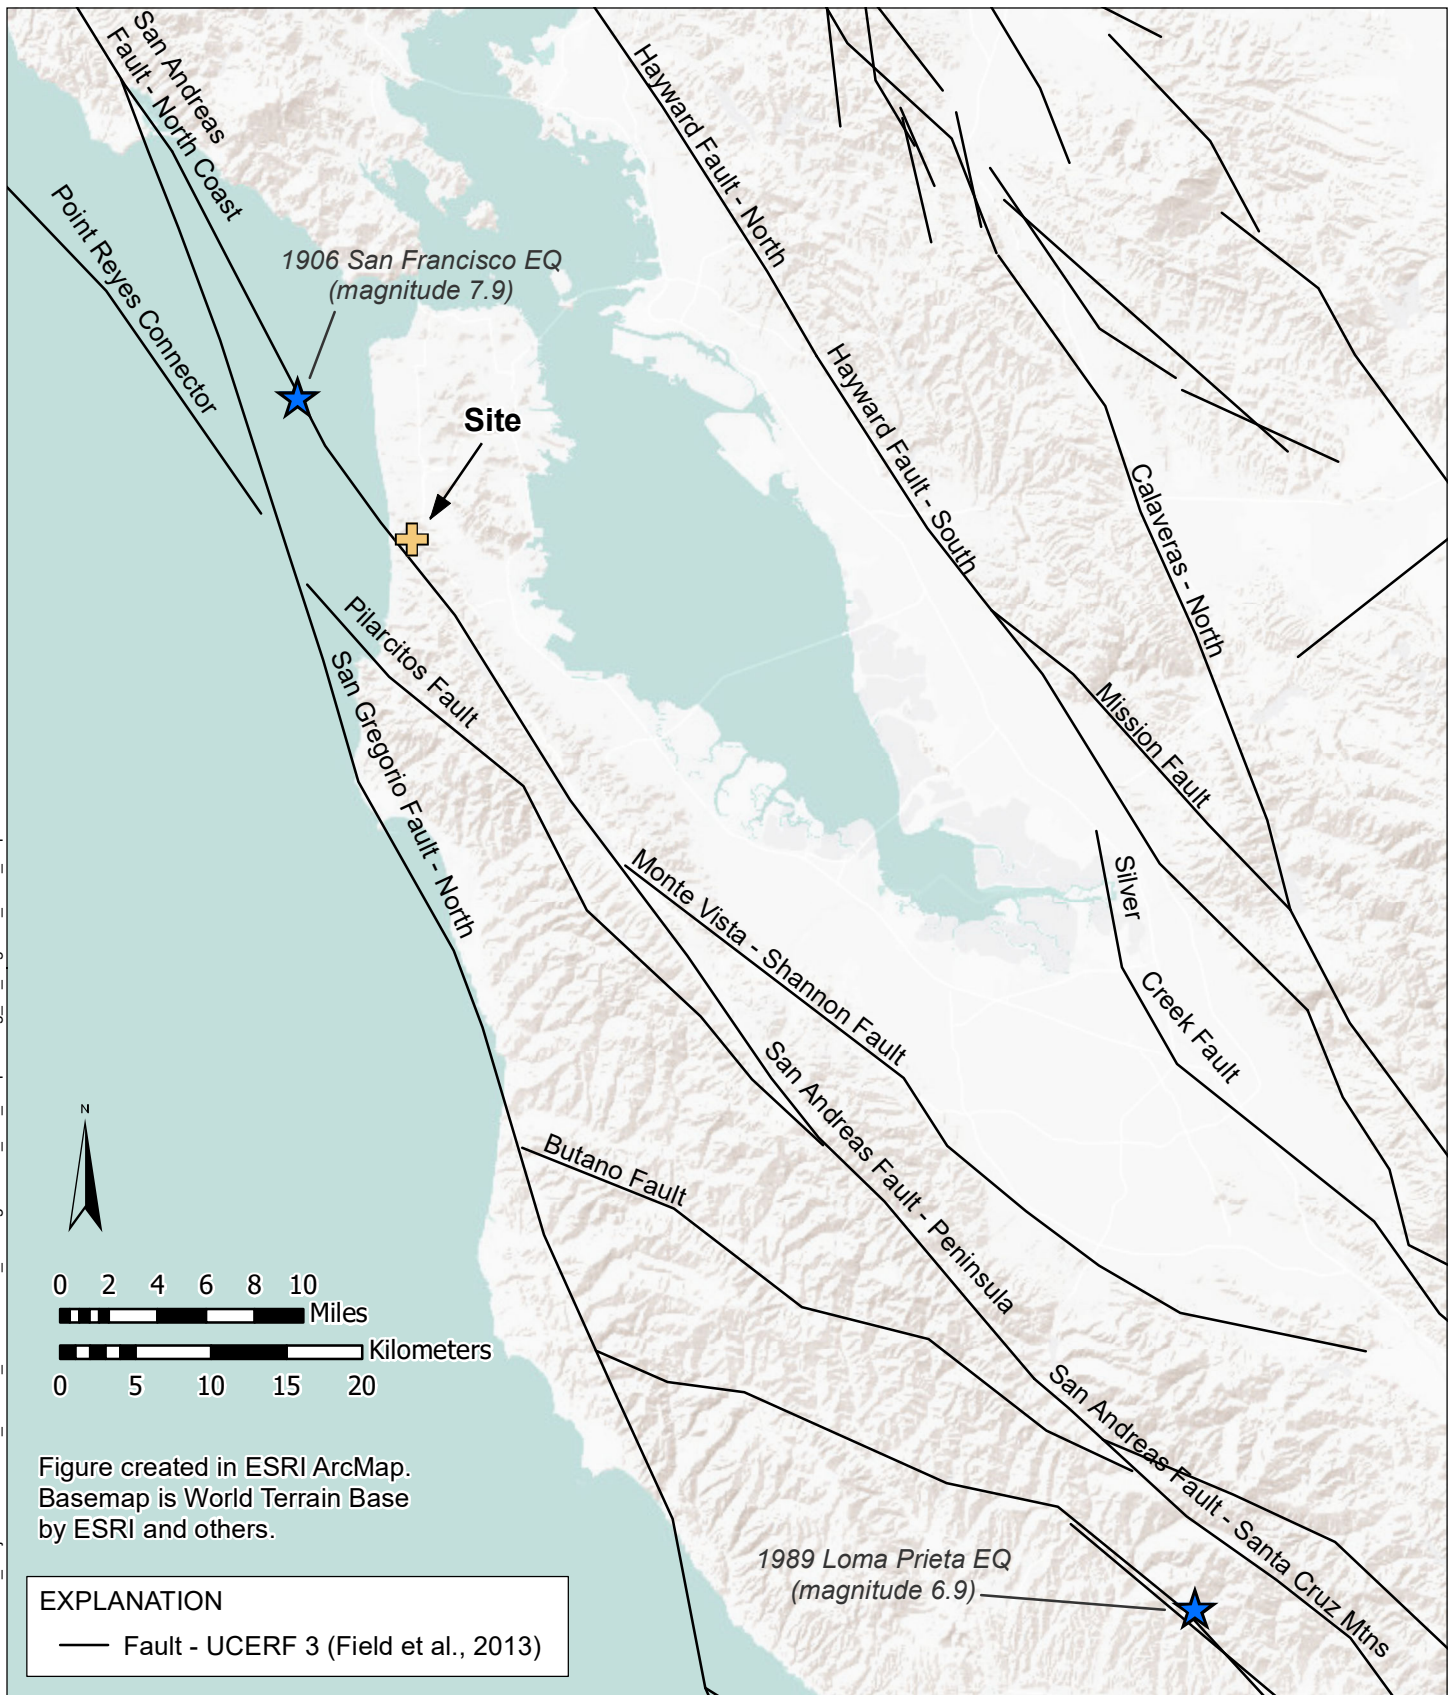 San Andreas
Fault - North Coast
Point Reyes Connector
1906 San Francisco EQ
(magnitude 7.9)
Hayward Fault - North
Hayward Fault - South
Site
Calaveras - North
Pilarcitos Fault
San Gregorio Fault - North
Mission Fault
Monte Vista - Shannon Fault
Silver
Creek Fault
San Andreas Fault - Peninsula
Butano Fault
N
0 2 4 6 8 10
Miles
Kilometers
0 5 10 15 20
San Andreas Fault - Santa Cruz Mtns
Figure created in ESRI ArcMap.
Basemap is World Terrain Base
by ESRI and others.
1989 Loma Prieta EQ
(magnitude 6.9)
EXPLANATION
Fault - UCERF 3 (Field et al., 2013)